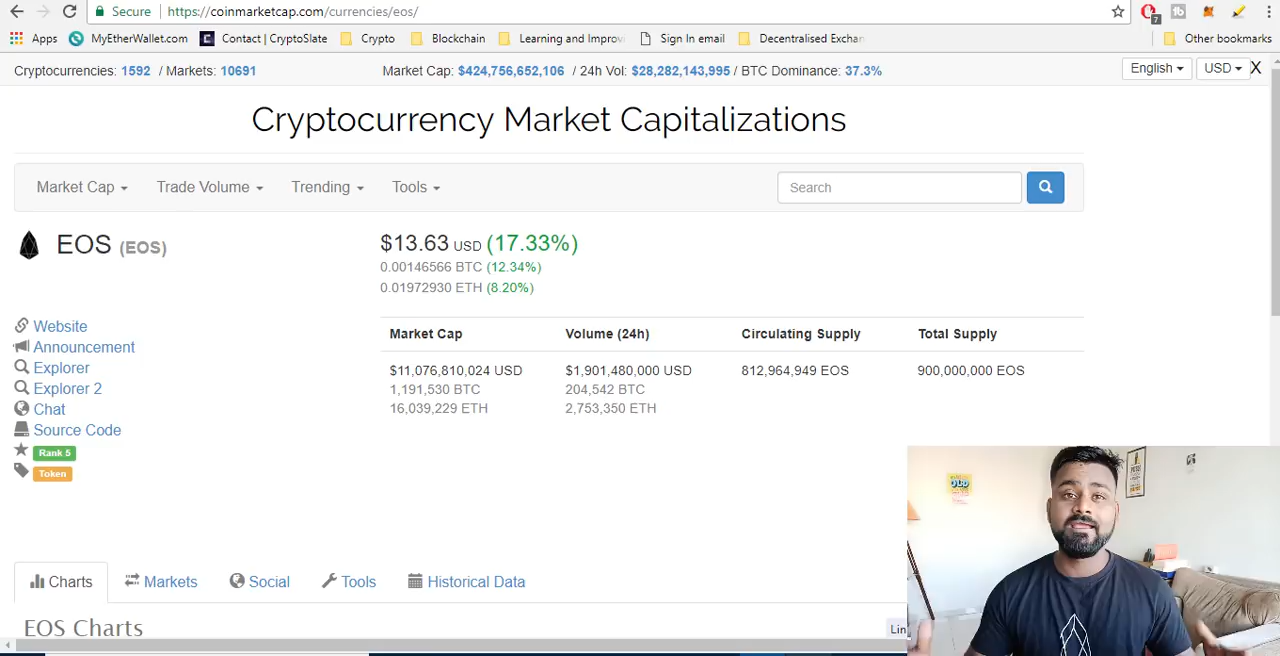 Secure https://coinmarketcap.com/currencies/eos/
7
Apps MyEtherWallet.com Contact | CryptoSlate Crypto Blockchain Learning and Improv Sign In email Decentralised Exchan Other bookmarks
Cryptocurrencies: 1592 / Markets: 10691 Market Cap: $424,756,652,106 / 24h Vol: $28,282,143,995 / BTC Dominance: 37.3% English USD X
Cryptocurrency Market Capitalizations
Market Cap Trade Volume Trending Tools Search
EOS (EOS) $13.63 USD (17.33%)
0.00146566 BTC (12.34%)
0.01972930 ETH (8.20%)
Website
Announcement
Explorer
Explorer 2
Chat
Source Code
Rank 5
Token
Market Cap Volume (24h) Circulating Supply Total Supply
$11,076,810,024 USD $1,901,480,000 USD 812,964,949 EOS 900,000,000 EOS
1,191,530 BTC 204,542 BTC
16,039,229 ETH 2,753,350 ETH
Charts Markets Social Tools Historical Data
EOS Charts
Lin